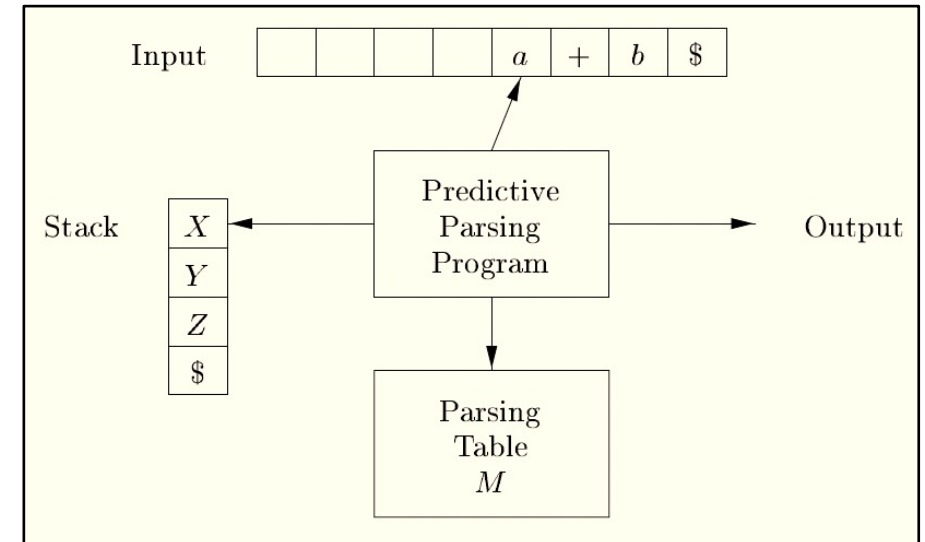 Input a + b $
Predictive
Stack X Parsing Output
Program
Y
Z
$
Parsing
Table
M